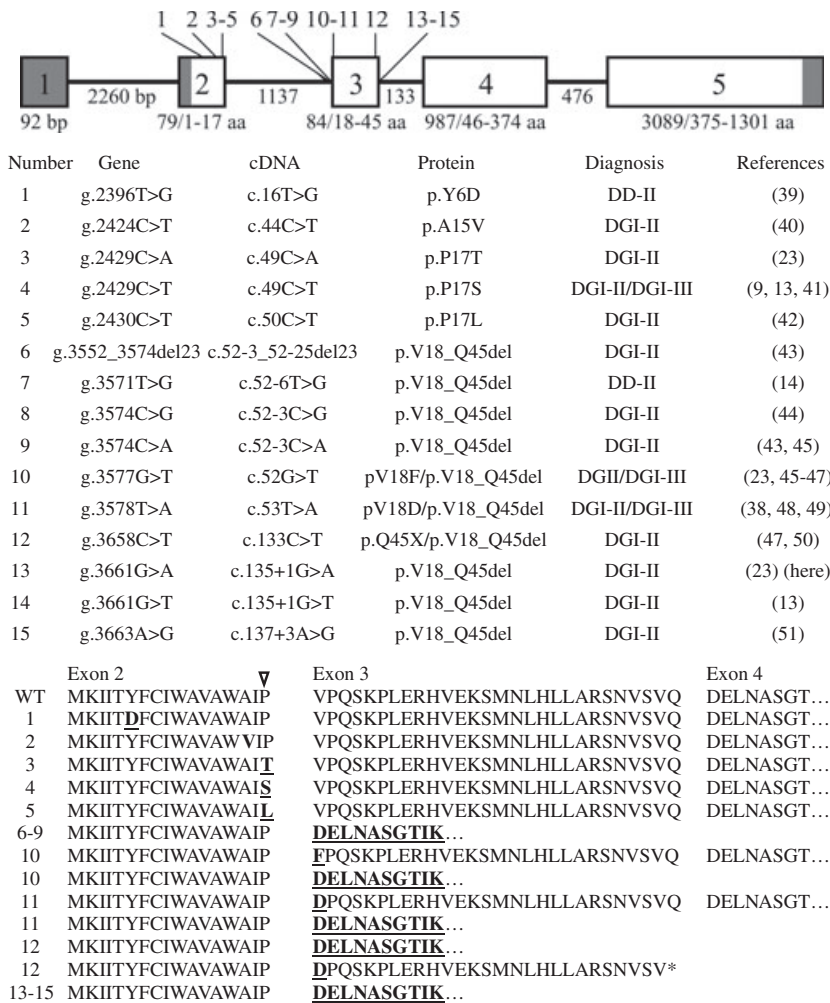 1 2 3-5 6 7-9 10-11 12 13-15
1 2 3 4 5
2260 bp 1137 133 476
92 bp 79/1-17 aa 84/18-45 aa 987/46-374 aa 3089/375-1301 aa
Number Gene cDNA Protein Diagnosis References
1 g.2396T>G c.16T>G p.Y6D DD-II (39)
2 g.2424C>T c.44C>T p.A15V DGI-II (40)
3 g.2429C>A c.49C>A p.P17T DGI-II (23)
4 g.2429C>T c.49C>T p.P17S DGI-II/DGI-III (9, 13, 41)
5 g.2430C>T c.50C>T p.P17L DGI-II (42)
6 g.3552_3574del23 c.52-3_52-25del23 p.V18_Q45del DGI-II (43)
7 g.3571T>G c.52-6T>G p.V18_Q45del DD-II (14)
8 g.3574C>G c.52-3C>G p.V18_Q45del DGI-II (44)
9 g.3574C>A c.52-3C>A p.V18_Q45del DGI-II (43, 45)
10 g.3577G>T c.52G>T pV18F/p.V18_Q45del DGII/DGI-III (23, 45-47)
11 g.3578T>A c.53T>A pV18D/p.V18_Q45del DGI-II/DGI-III (38, 48, 49)
12 g.3658C>T c.133C>T p.Q45X/p.V18_Q45del DGI-II (47, 50)
13 g.3661G>A c.135+1G>A p.V18_Q45del DGI-II (23) (here)
14 g.3661G>T c.135+1G>T p.V18_Q45del DGI-II (13)
15 g.3663A>G c.137+3A>G p.V18_Q45del DGI-II (51)
Exon 2 Exon 3 Exon 4
WT MKIITYFCIWAVAWAIP VPQSKPLERHVEKSMNLHLLARSNVSVQ DELNASGT…
1 MKIITDFCIWAVAWAIP VPQSKPLERHVEKSMNLHLLARSNVSVQ DELNASGT…
2 MKIITYFCIWAVAWVIP VPQSKPLERHVEKSMNLHLLARSNVSVQ DELNASGT…
3 MKIITYFCIWAVAWAIT VPQSKPLERHVEKSMNLHLLARSNVSVQ DELNASGT…
4 MKIITYFCIWAVAWAIS VPQSKPLERHVEKSMNLHLLARSNVSVQ DELNASGT…
5 MKIITYFCIWAVAWAIL VPQSKPLERHVEKSMNLHLLARSNVSVQ DELNASGT…
6-9 MKIITYFCIWAVAWAIP DELNASGTIK…
10 MKIITYFCIWAVAWAIP FPQSKPLERHVEKSMNLHLLARSNVSVQ DELNASGT…
10 MKIITYFCIWAVAWAIP DELNASGTIK…
11 MKIITYFCIWAVAWAIP DPQSKPLERHVEKSMNLHLLARSNVSVQ DELNASGT…
11 MKIITYFCIWAVAWAIP DELNASGTIK…
12 MKIITYFCIWAVAWAIP DELNASGTIK…
12 MKIITYFCIWAVAWAIP DPQSKPLERHVEKSMNLHLLARSNVSV*
13-15 MKIITYFCIWAVAWAIP DELNASGTIK…